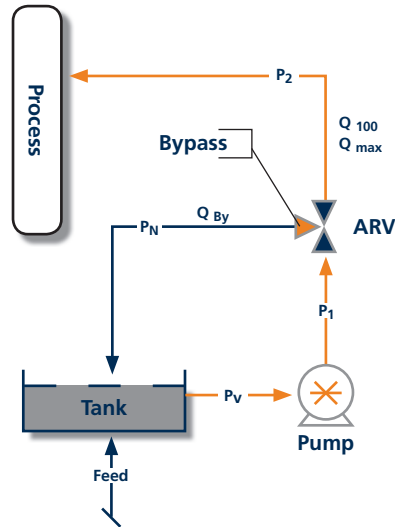 P2
Process
Q 100
Q max
Bypass
Q By
PN
ARV
P1
Tank
Pv
Pump
Feed